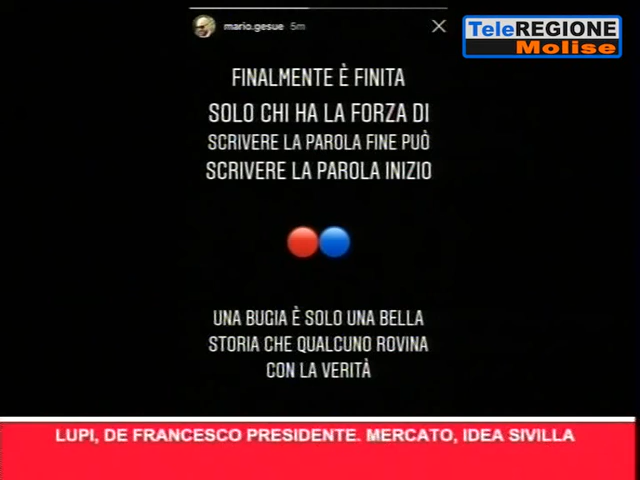 mario.gesue 5m
TeleREGIONE
Molise
FINALMENTE È FINITA
SOLO CHI HA LA FORZA DI
SCRIVERE LA PAROLA FINE PUÒ
SCRIVERE LA PAROLA INIZIO
UNA BUGIA È SOLO UNA BELLA
STORIA CHE QUALCUNO ROVINA
CON LA VERITÀ
LUPI, DE FRANCESCO PRESIDENTE. MERCATO, IDEA SIVILLA